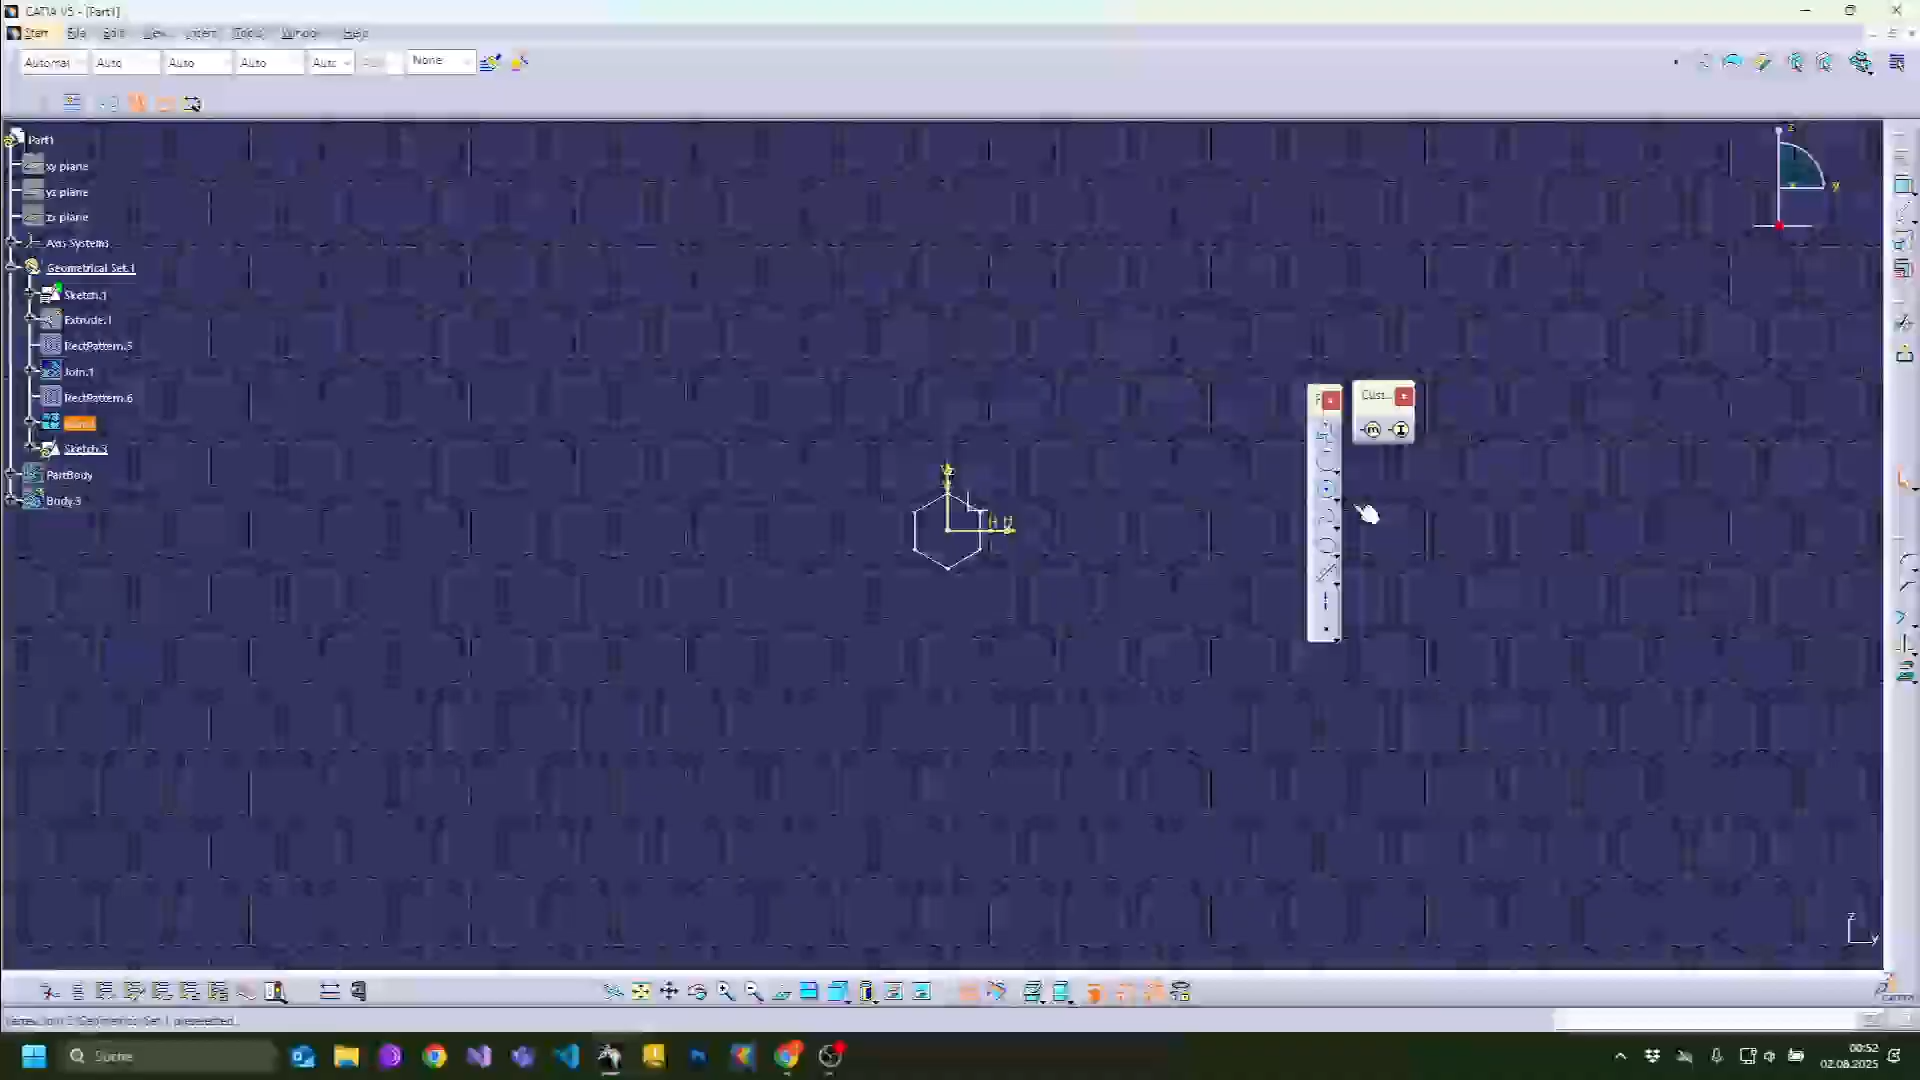 CATIA V5 - [Part1]
Start File Edit View Insert Tools Window Help
Automat Auto Auto Auto Auto None
Part1
xy plane
yz plane
zx plane
Axis Systems
Geometrical Set.1
Sketch.1
Extrude.1
RectPattern.5
Join.1
RectPattern.6
Sketch.3
PartBody
Body.3
z
x
y
H
Cust...
m
I
z
y
Suche
00:52
02.08.2025